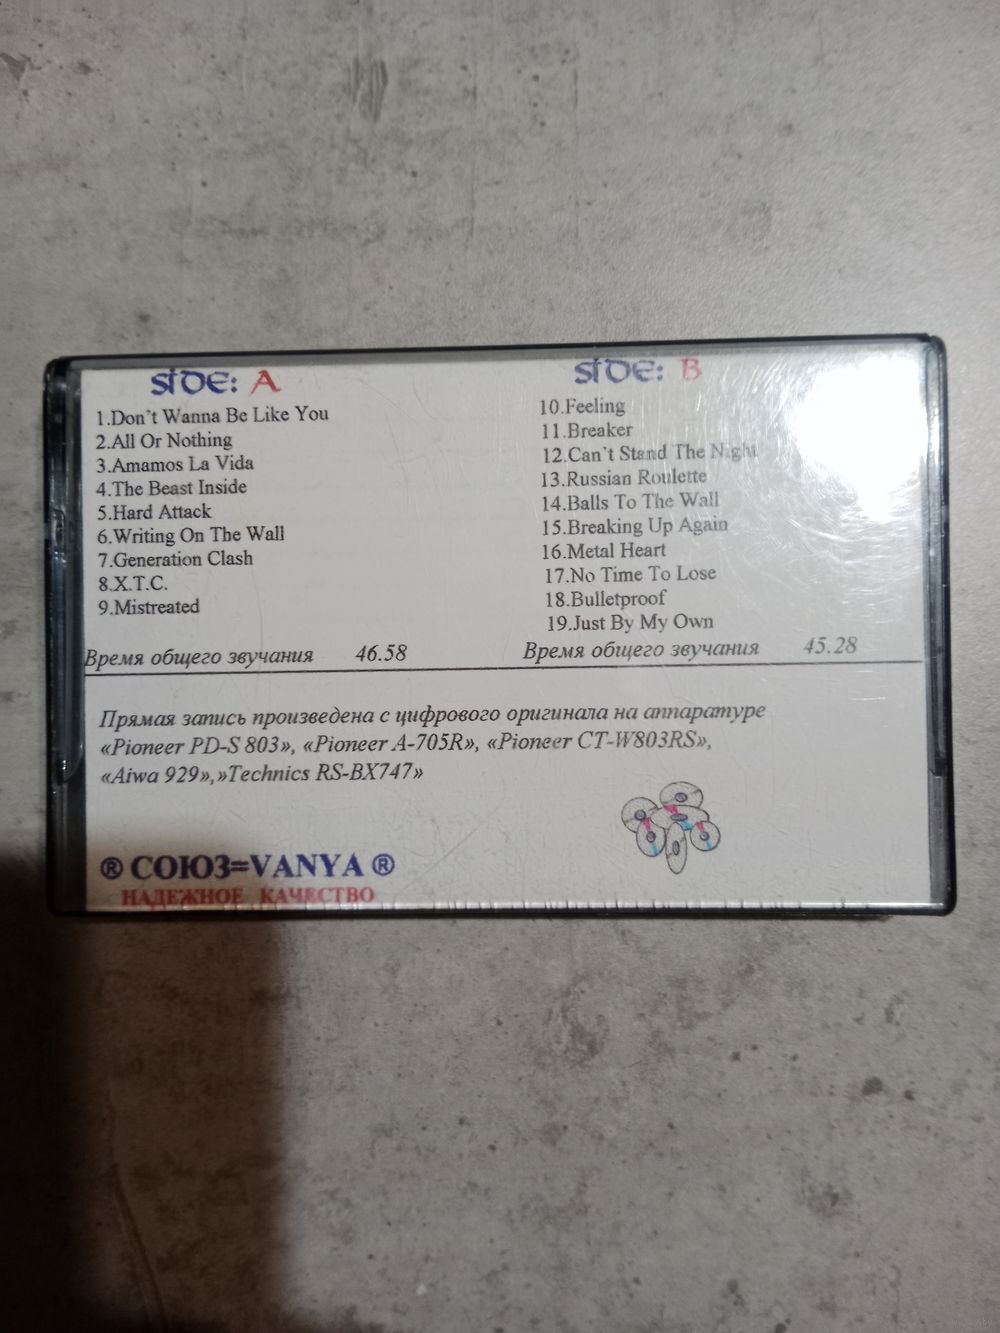 SIDE: A
1.Don't Wanna Be Like You
2.All Or Nothing
3.Amamos La Vida
4.The Beast Inside
5.Hard Attack
6.Writing On The Wall
7.Generation Clash
8.X.T.C.
9.Mistreated
Время общего звучания 46.58
SIDE: B
10.Feeling
11.Breaker
12.Can't Stand The Night
13.Russian Roulette
14.Balls To The Wall
15.Breaking Up Again
16.Metal Heart
17.No Time To Lose
18.Bulletproof
19.Just By My Own
Время общего звучания 45.28
Прямая запись произведена с цифрового оригинала на аппаратуре
«Pioneer PD-S 803», «Pioneer A-705R», «Pioneer CT-W803RS»,
«Aiwa 929»,»Technics RS-BX747»
® СОЮЗ=VANYA ®
НАДЕЖНОЕ КАЧЕСТВО